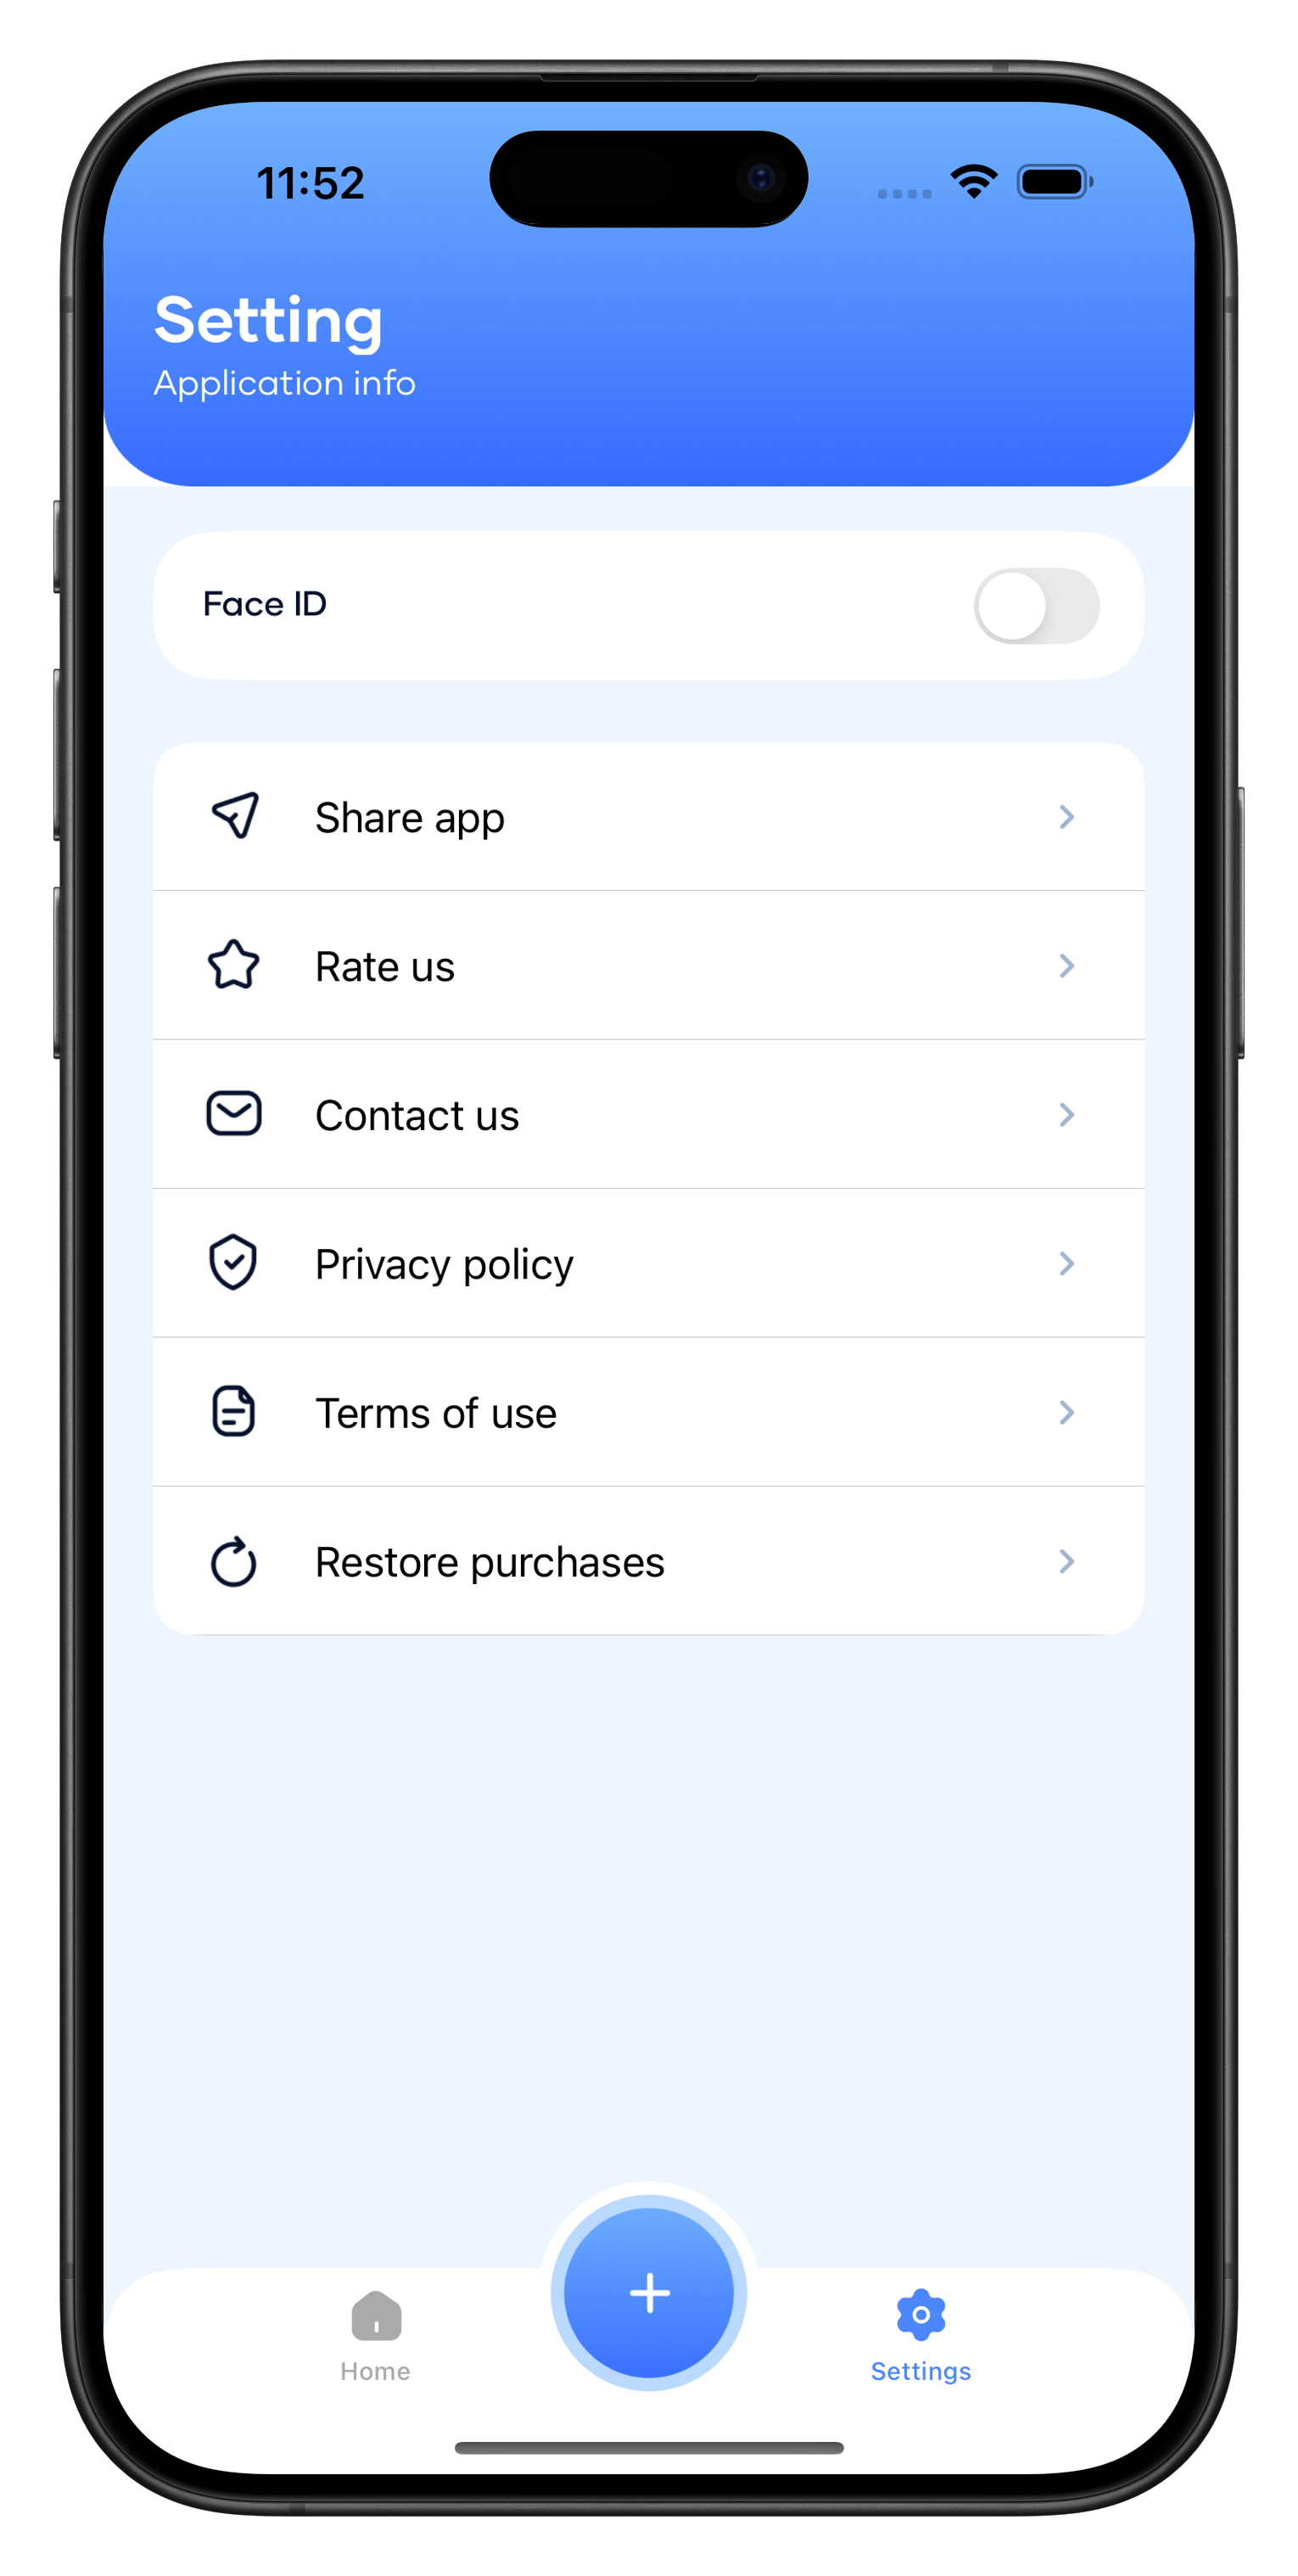 11:52
Setting
Application info
Face ID
Share app
Rate us
Contact us
Privacy policy
Terms of use
Restore purchases
Home
Settings